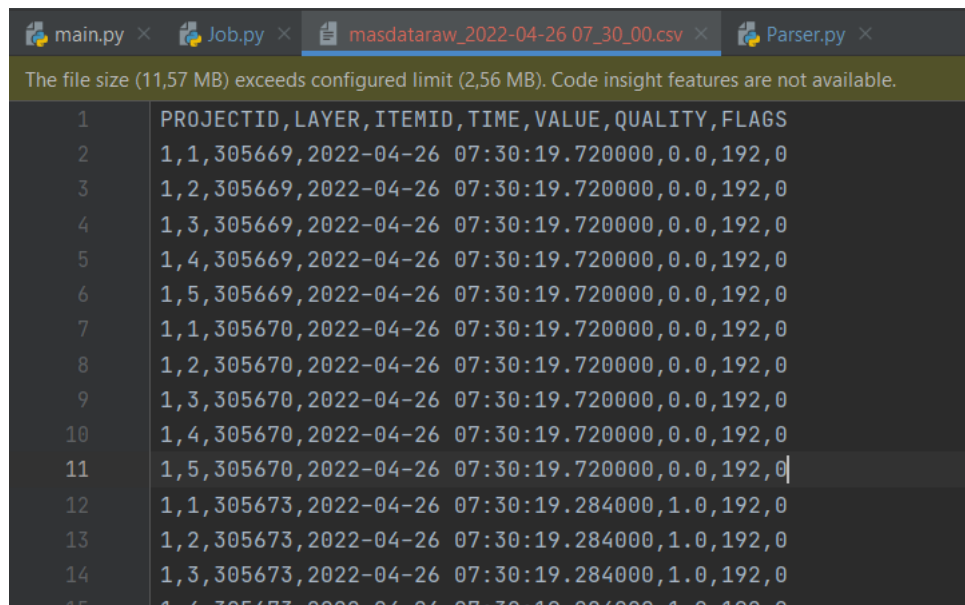 main.py Job.py masdataraw_2022-04-26 07_30_00.csv Parser.py
The file size (11,57 MB) exceeds configured limit (2,56 MB). Code insight features are not available.
1 PROJECTID,LAYER,ITEMID,TIME,VALUE,QUALITY,FLAGS
2 1,1,305669,2022-04-26 07:30:19.720000,0.0,192,0
3 1,2,305669,2022-04-26 07:30:19.720000,0.0,192,0
4 1,3,305669,2022-04-26 07:30:19.720000,0.0,192,0
5 1,4,305669,2022-04-26 07:30:19.720000,0.0,192,0
6 1,5,305669,2022-04-26 07:30:19.720000,0.0,192,0
7 1,1,305670,2022-04-26 07:30:19.720000,0.0,192,0
8 1,2,305670,2022-04-26 07:30:19.720000,0.0,192,0
9 1,3,305670,2022-04-26 07:30:19.720000,0.0,192,0
10 1,4,305670,2022-04-26 07:30:19.720000,0.0,192,0
11 1,5,305670,2022-04-26 07:30:19.720000,0.0,192,0
12 1,1,305673,2022-04-26 07:30:19.284000,1.0,192,0
13 1,2,305673,2022-04-26 07:30:19.284000,1.0,192,0
14 1,3,305673,2022-04-26 07:30:19.284000,1.0,192,0